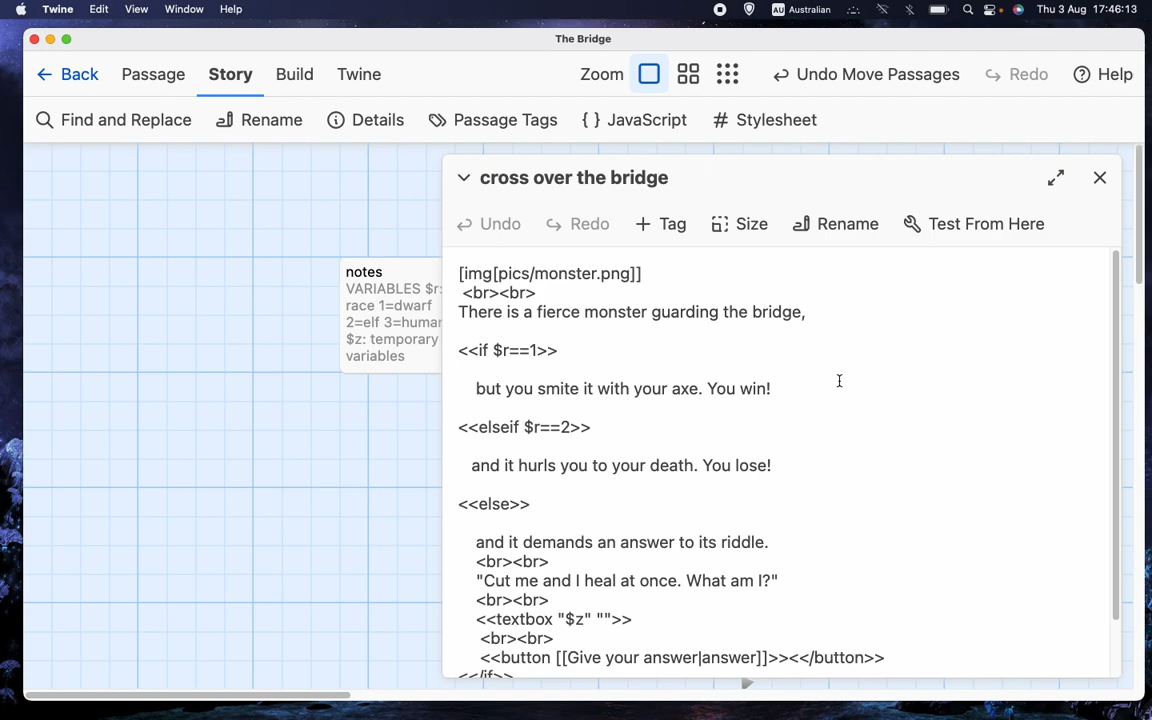 Twine Edit View Window Help AU Australian Thu 3 Aug 17:46:13
The Bridge
Back Passage Story Build Twine Zoom Undo Move Passages Redo Help
Find and Replace Rename Details Passage Tags { } JavaScript # Stylesheet
cross over the bridge
Undo Redo + Tag Size Rename Test From Here
notes
VARIABLES $r:
race 1=dwarf
2=elf 3=human
$z: temporary
variables
[img[pics/monster.png]]
<br><br>
There is a fierce monster guarding the bridge,
<<if $r==1>>
but you smite it with your axe. You win!
<<elseif $r==2>>
and it hurls you to your death. You lose!
<<else>>
and it demands an answer to its riddle.
<br><br>
"Cut me and I heal at once. What am I?"
<br><br>
<<textbox "$z" "">>
<br><br>
<<button [[Give your answer|answer]]>><</button>>
<</if>>